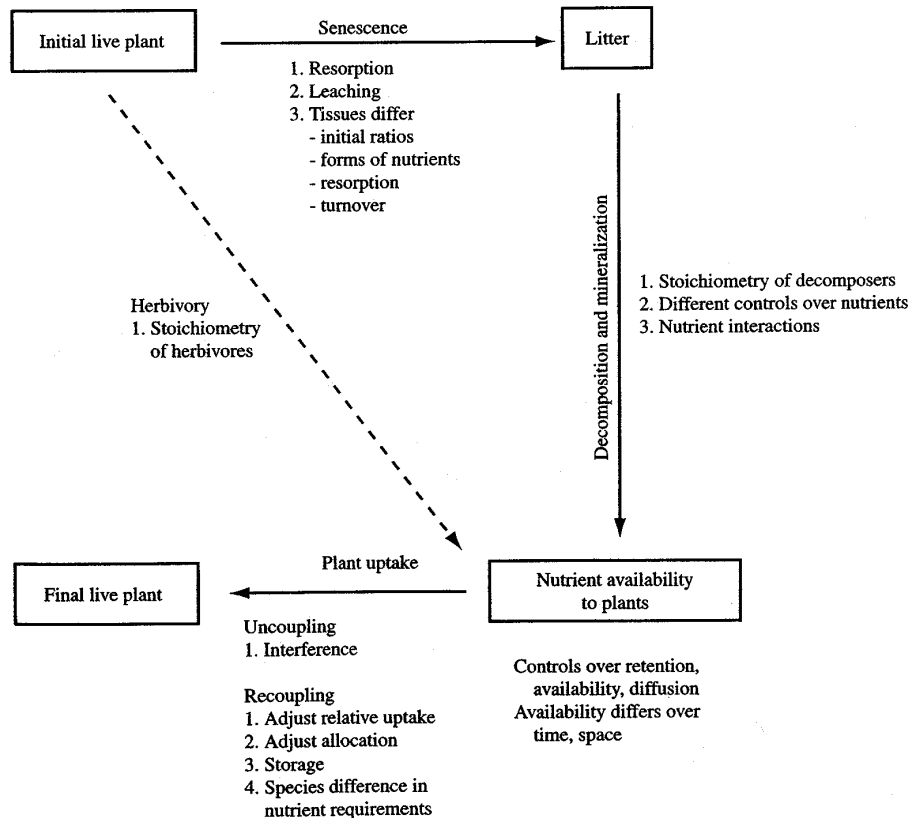 Initial live plant
Senescence
Litter
1. Resorption
2. Leaching
3. Tissues differ
- initial ratios
- forms of nutrients
- resorption
- turnover
Herbivory
1. Stoichiometry
of herbivores
Decomposition and mineralization
1. Stoichiometry of decomposers
2. Different controls over nutrients
3. Nutrient interactions
Final live plant
Plant uptake
Nutrient availability
to plants
Uncoupling
1. Interference
Recoupling
1. Adjust relative uptake
2. Adjust allocation
3. Storage
4. Species difference in
nutrient requirements
Controls over retention,
availability, diffusion
Availability differs over
time, space